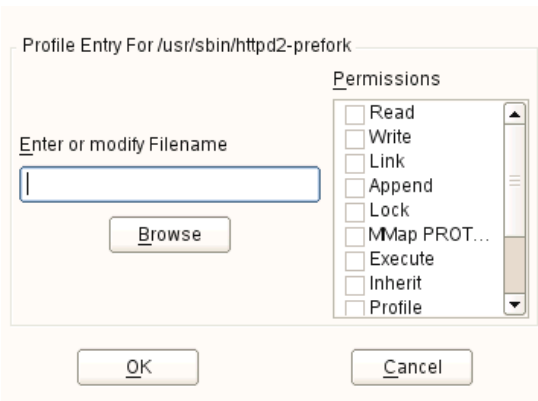 Profile Entry For /usr/sbin/httpd2-prefork
Permissions
Read
Write
Link
Append
Lock
MMap PROT...
Execute
Inherit
Profile
Enter or modify Filename
Browse
OK
Cancel